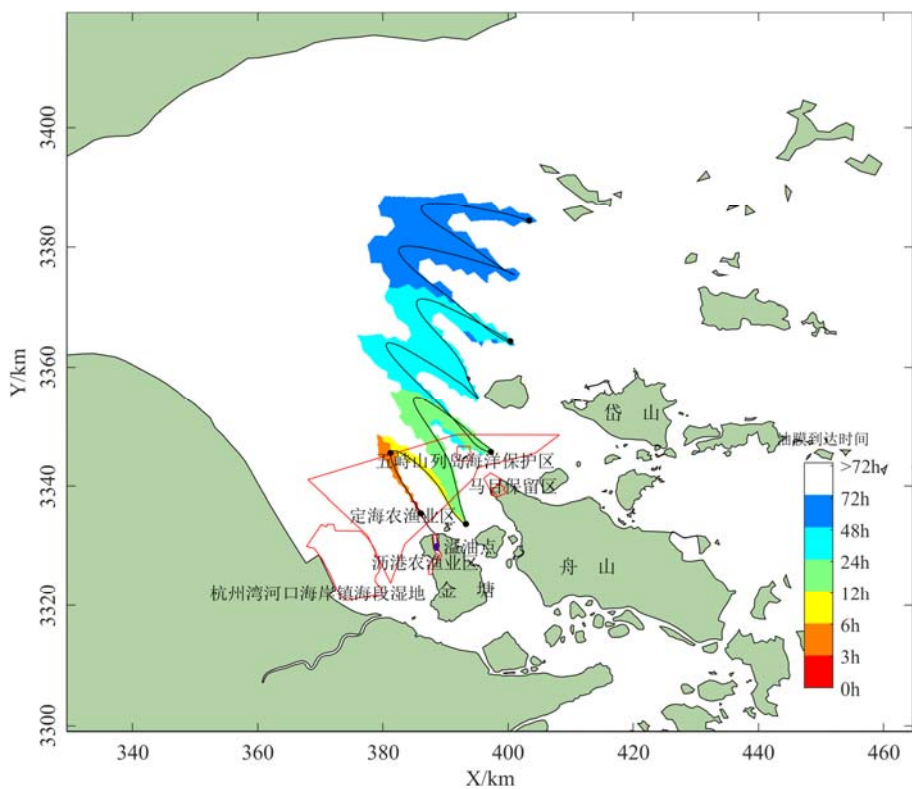 3400
3380
3360
Y/km
3340
3320
3300
340
360
380
400
420
440
460
X/km
岱 山
油膜到达时间
>72h
72h
48h
24h
12h
6h
3h
0h
五峙山列岛海洋保护区
马目保留区
定海农渔业区
溢油点
沥港农渔业区
杭州湾河口海岸镇海段湿地
金 塘
舟 山